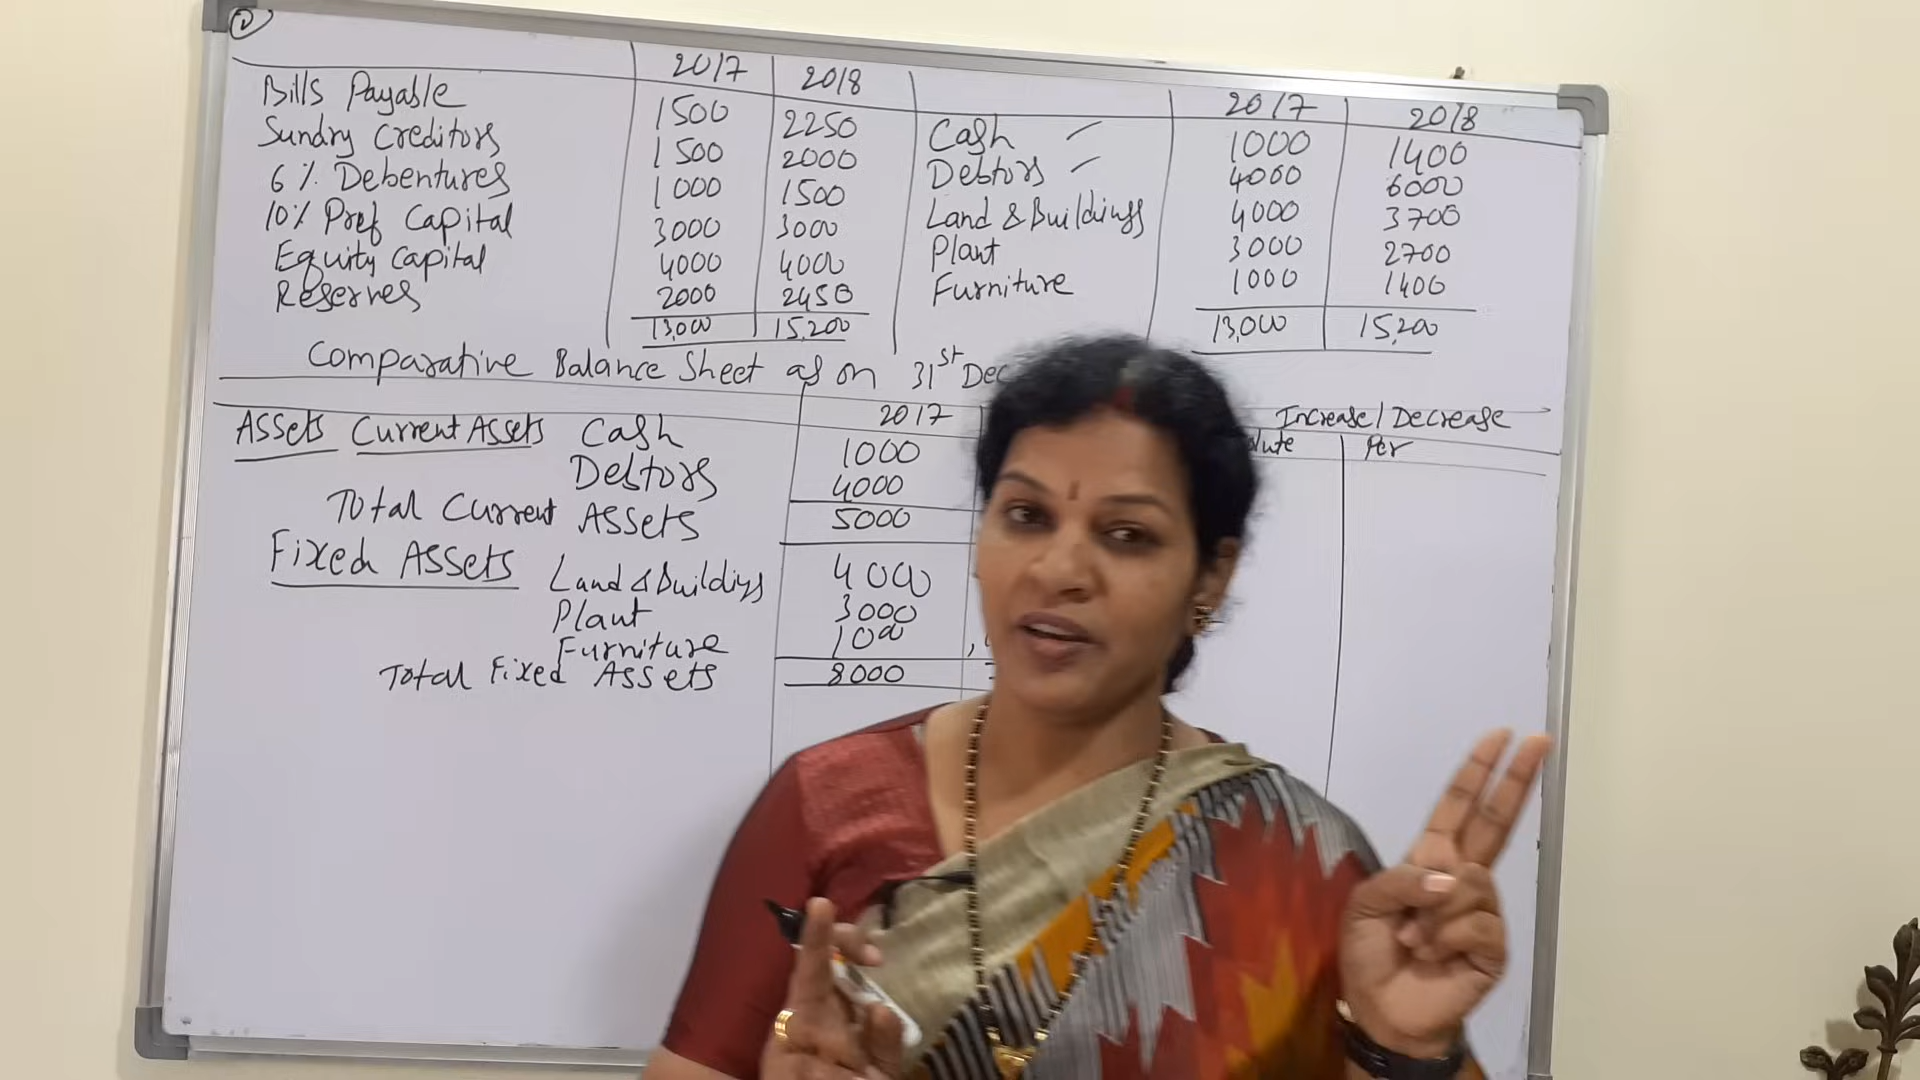 1
2017 2018 2017 2018
Bills Payable 1500 2250 Cash 1000 1400
Sundry Creditors 1500 2000 Debtors 4000 6000
6% Debentures 1000 1500 Land & Buildings 4000 3700
10% Pref Capital 3000 3000 Plant 3000 2700
Equity Capital 4000 4000 Furniture 1000 1400
Reserves 2000 2450
13,000 15,200 13,000 15,200
Comparative Balance Sheet as on 31st Dec
2017 Increase/Decrease
Assets Current Assets Cash 1000 Per
Debtors 4000
Total Current Assets 5000
Fixed Assets Land & Buildings 4000
Plant 3000
Furniture 1000
Total Fixed Assets 8000